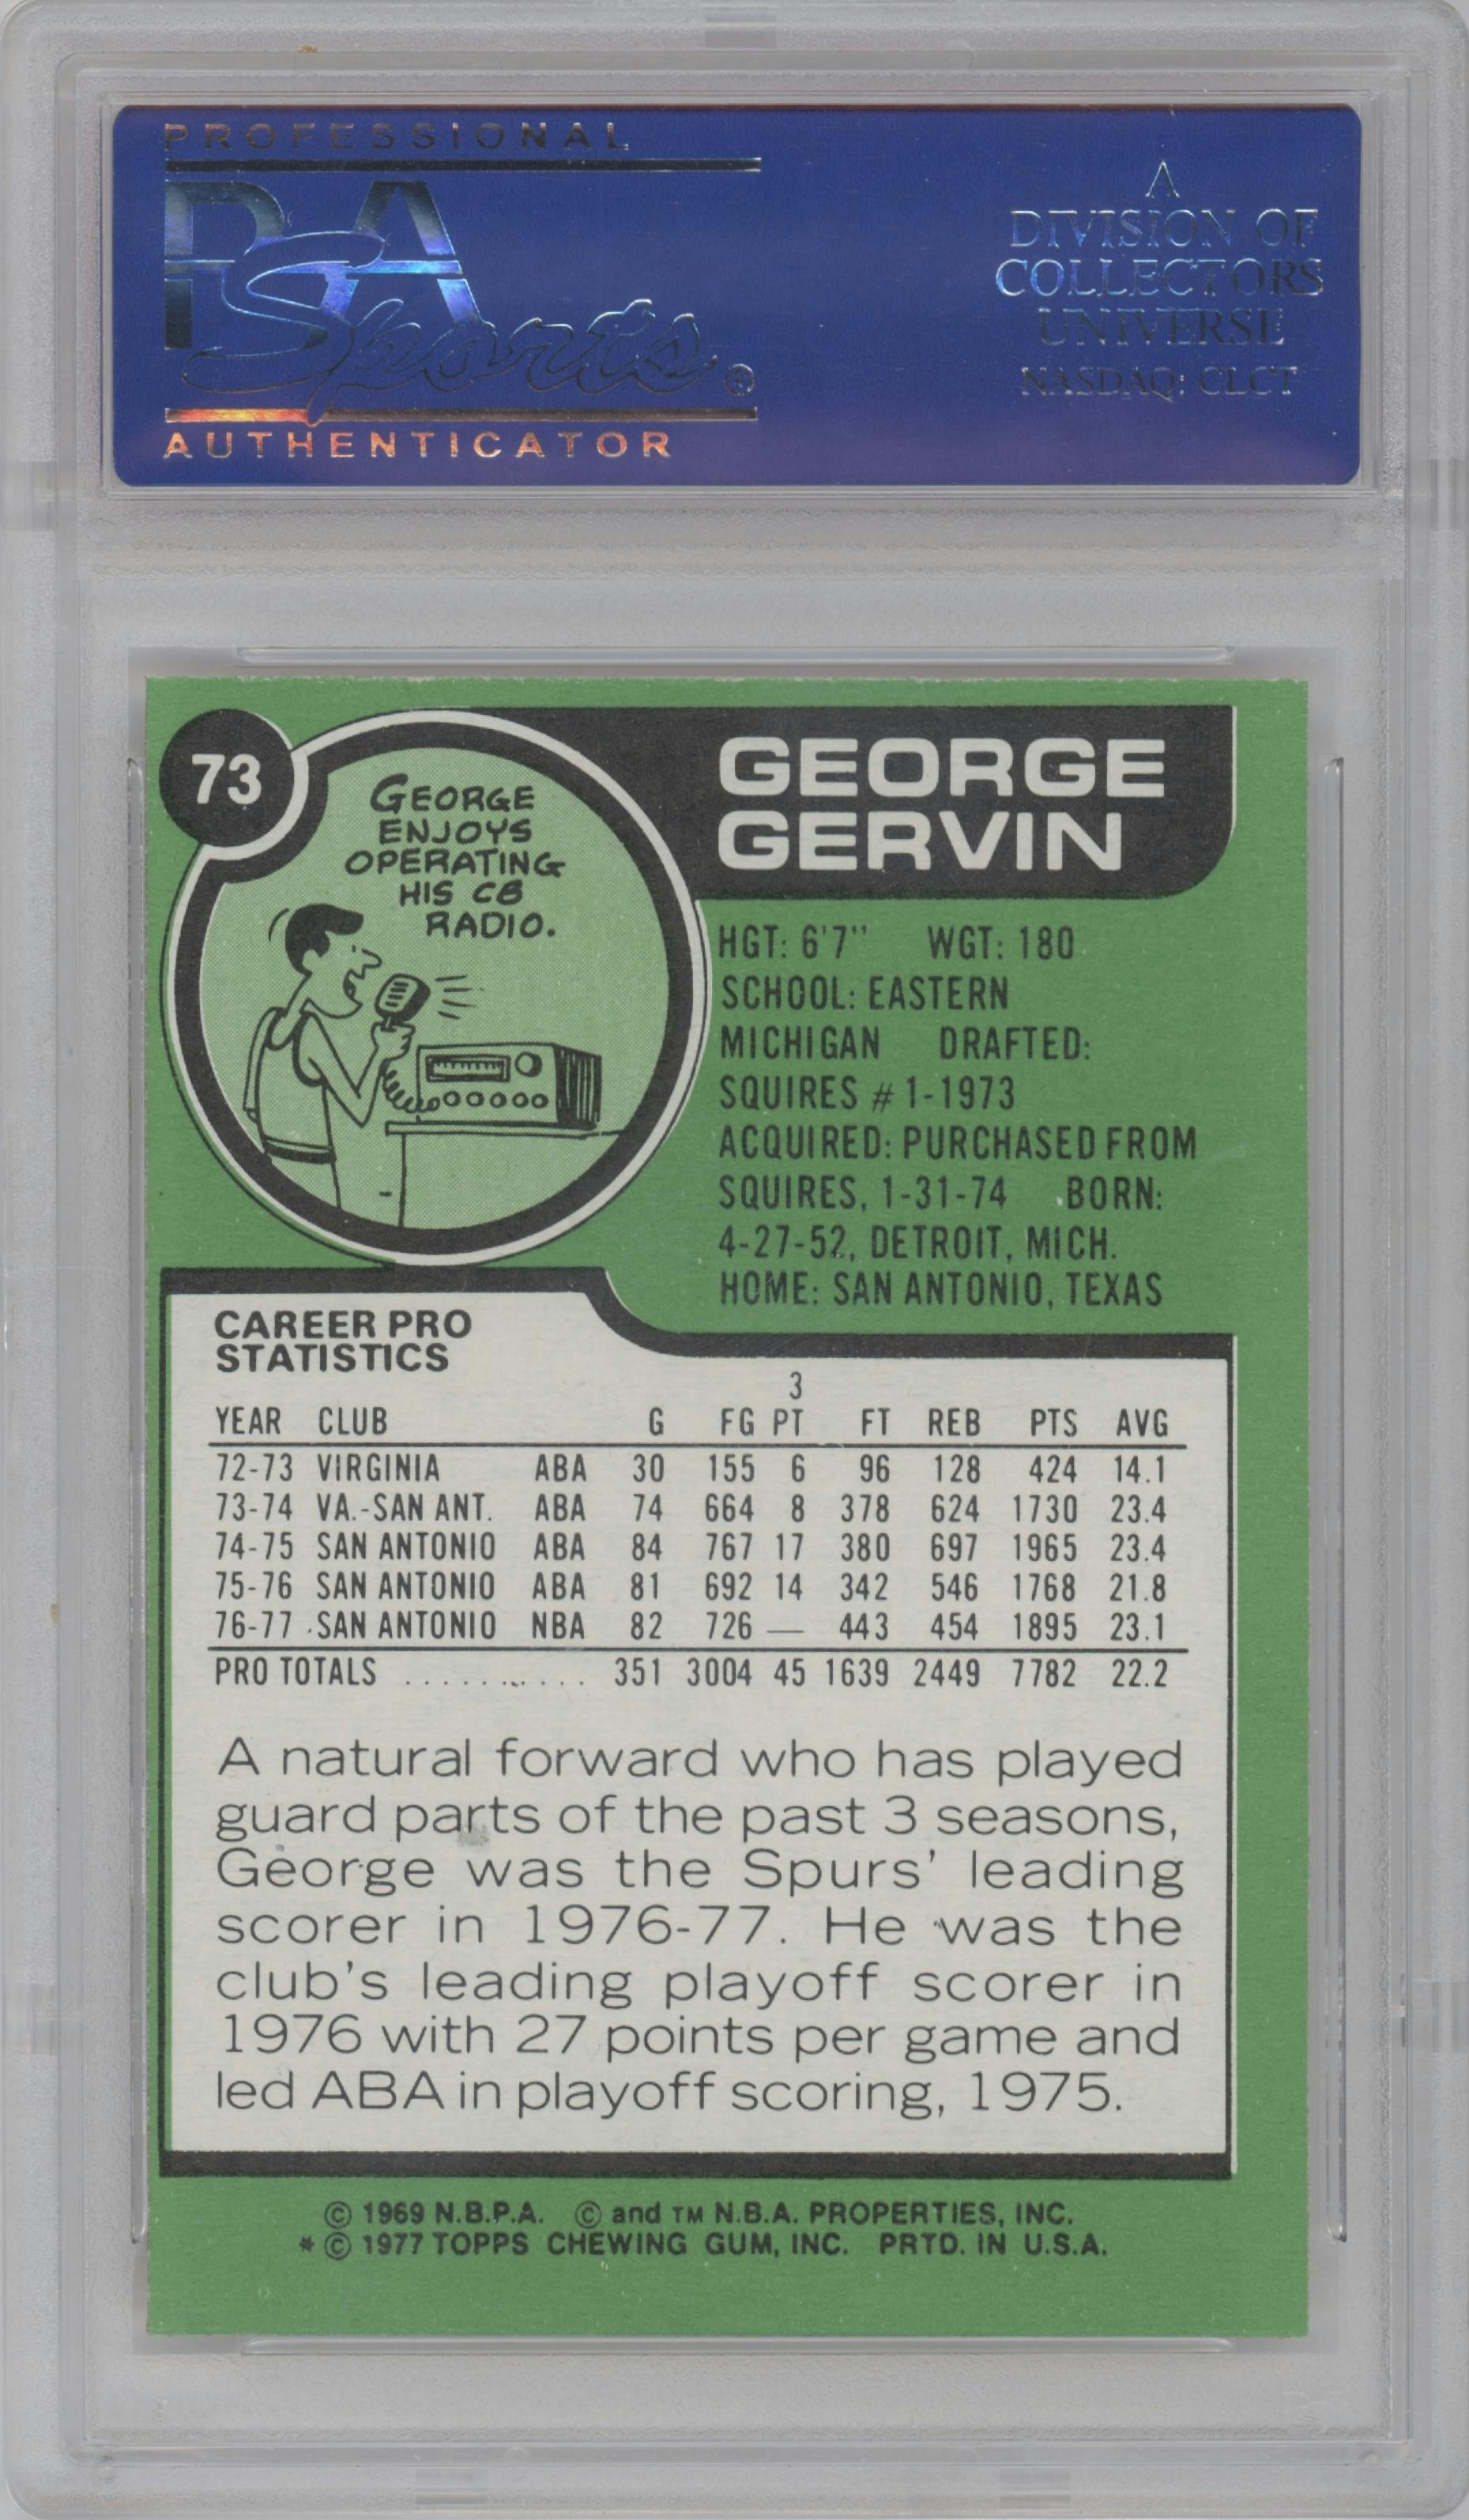 PROFESSIONAL
PSA
Sports®
AUTHENTICATOR
A
DIVISION OF
COLLECTORS
UNIVERSE
NASDAQ: CLCT
73
GEORGE
ENJOYS
OPERATING
HIS CB
RADIO.
GEORGE
GERVIN
HGT: 6'7" WGT: 180
SCHOOL: EASTERN
MICHIGAN DRAFTED:
SQUIRES #1-1973
ACQUIRED: PURCHASED FROM
SQUIRES, 1-31-74 BORN:
4-27-52, DETROIT, MICH.
HOME: SAN ANTONIO, TEXAS
CAREER PRO
STATISTICS
3
YEAR CLUB G FG PT FT REB PTS AVG
72-73 VIRGINIA ABA 30 155 6 96 128 424 14.1
73-74 VA.-SAN ANT. ABA 74 664 8 378 624 1730 23.4
74-75 SAN ANTONIO ABA 84 767 17 380 697 1965 23.4
75-76 SAN ANTONIO ABA 81 692 14 342 546 1768 21.8
76-77 SAN ANTONIO NBA 82 726 — 443 454 1895 23.1
PRO TOTALS .......... 351 3004 45 1639 2449 7782 22.2
A natural forward who has played
guard parts of the past 3 seasons,
George was the Spurs' leading
scorer in 1976-77. He was the
club's leading playoff scorer in
1976 with 27 points per game and
led ABA in playoff scoring, 1975.
© 1969 N.B.P.A. © and TM N.B.A. PROPERTIES, INC.
* © 1977 TOPPS CHEWING GUM, INC. PRTD. IN U.S.A.